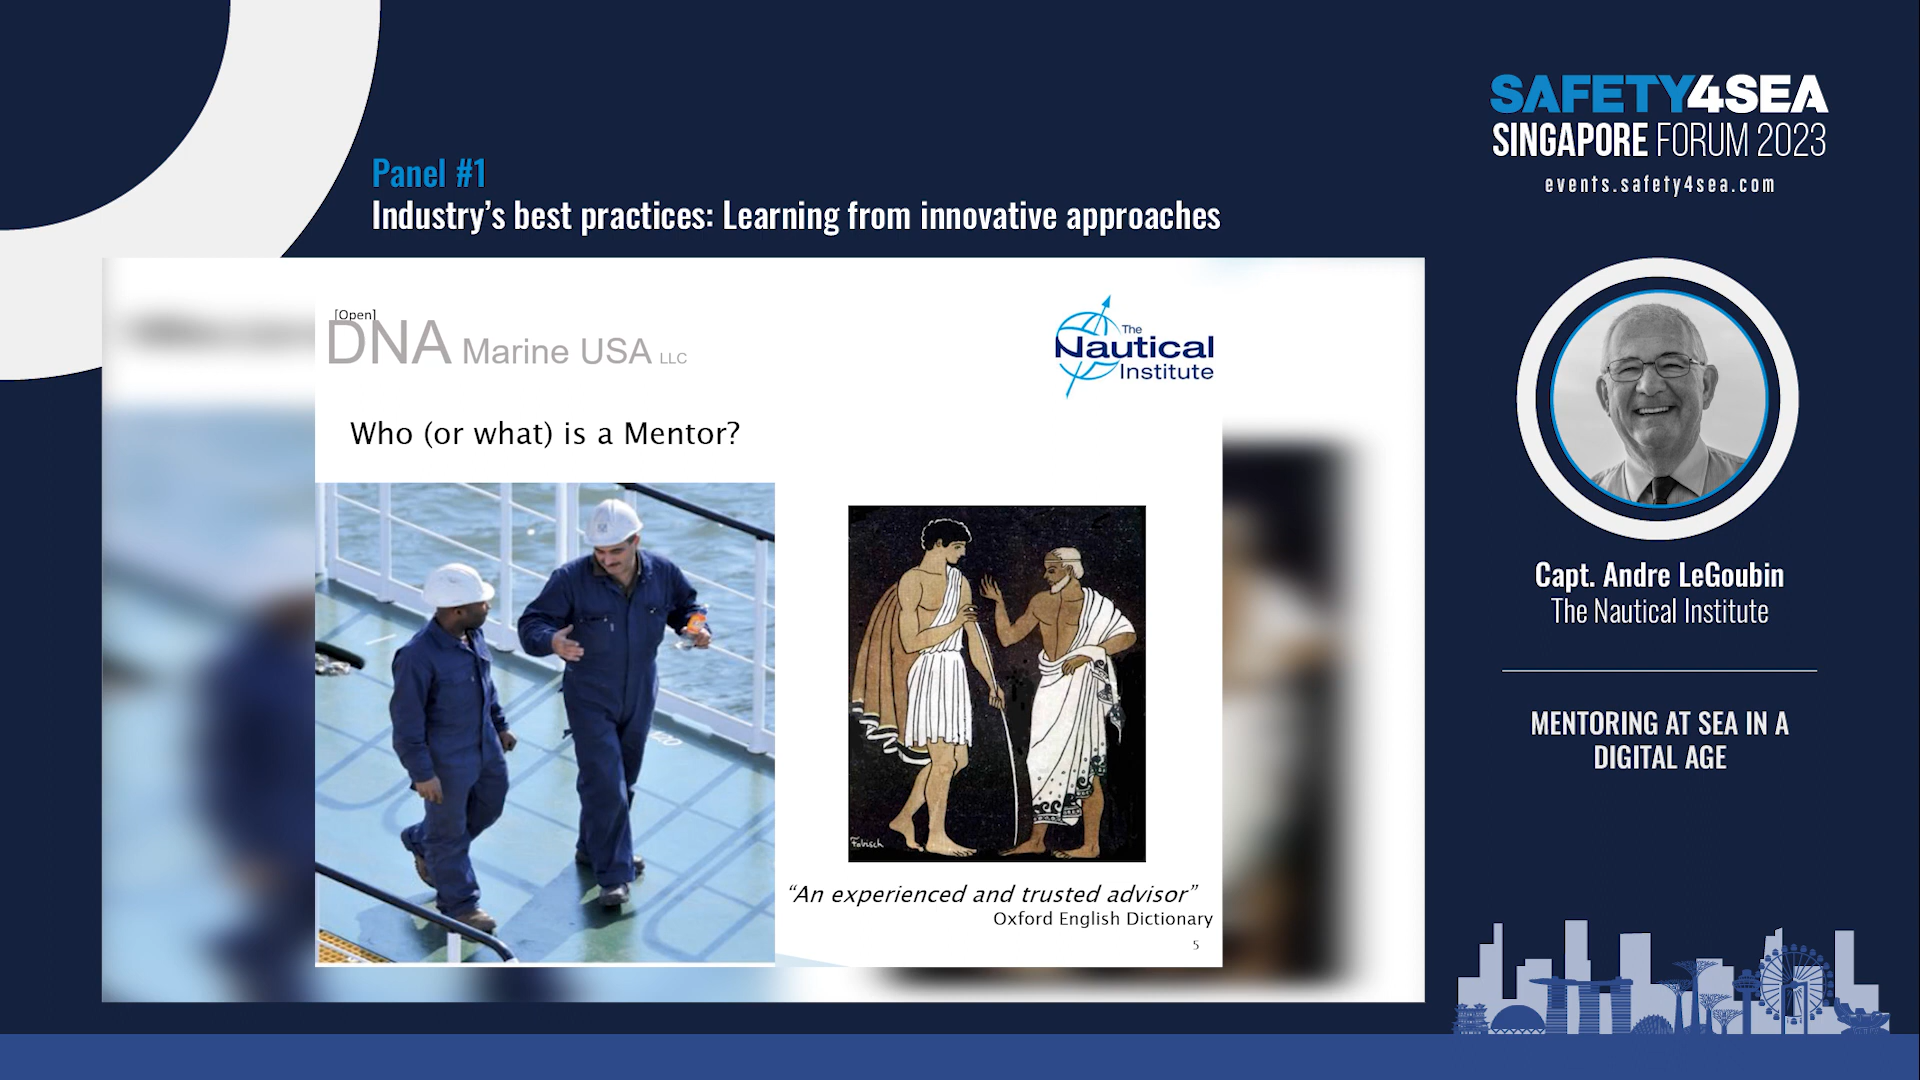 SAFETY4SEA
SINGAPORE FORUM 2023
events.safety4sea.com
Panel #1
Industry's best practices: Learning from innovative approaches
[Open]
DNA Marine USA LLC
The
Nautical
Institute
Who (or what) is a Mentor?
Fabisch
“An experienced and trusted advisor”
Oxford English Dictionary
5
Capt. Andre LeGoubin
The Nautical Institute
MENTORING AT SEA IN A
DIGITAL AGE